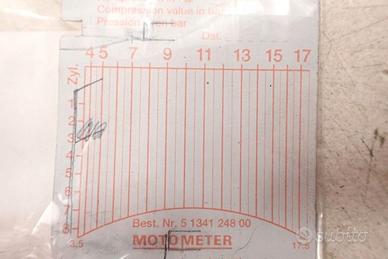 Compression value in bar
Pression en bar
Dat.
4 5 7 9 11 13 15 17
Zyl.
1
2
3
4
5
6
7
8
3.5 17.5
Best. Nr. 5 1341 248 00
MOTOMETER
subito